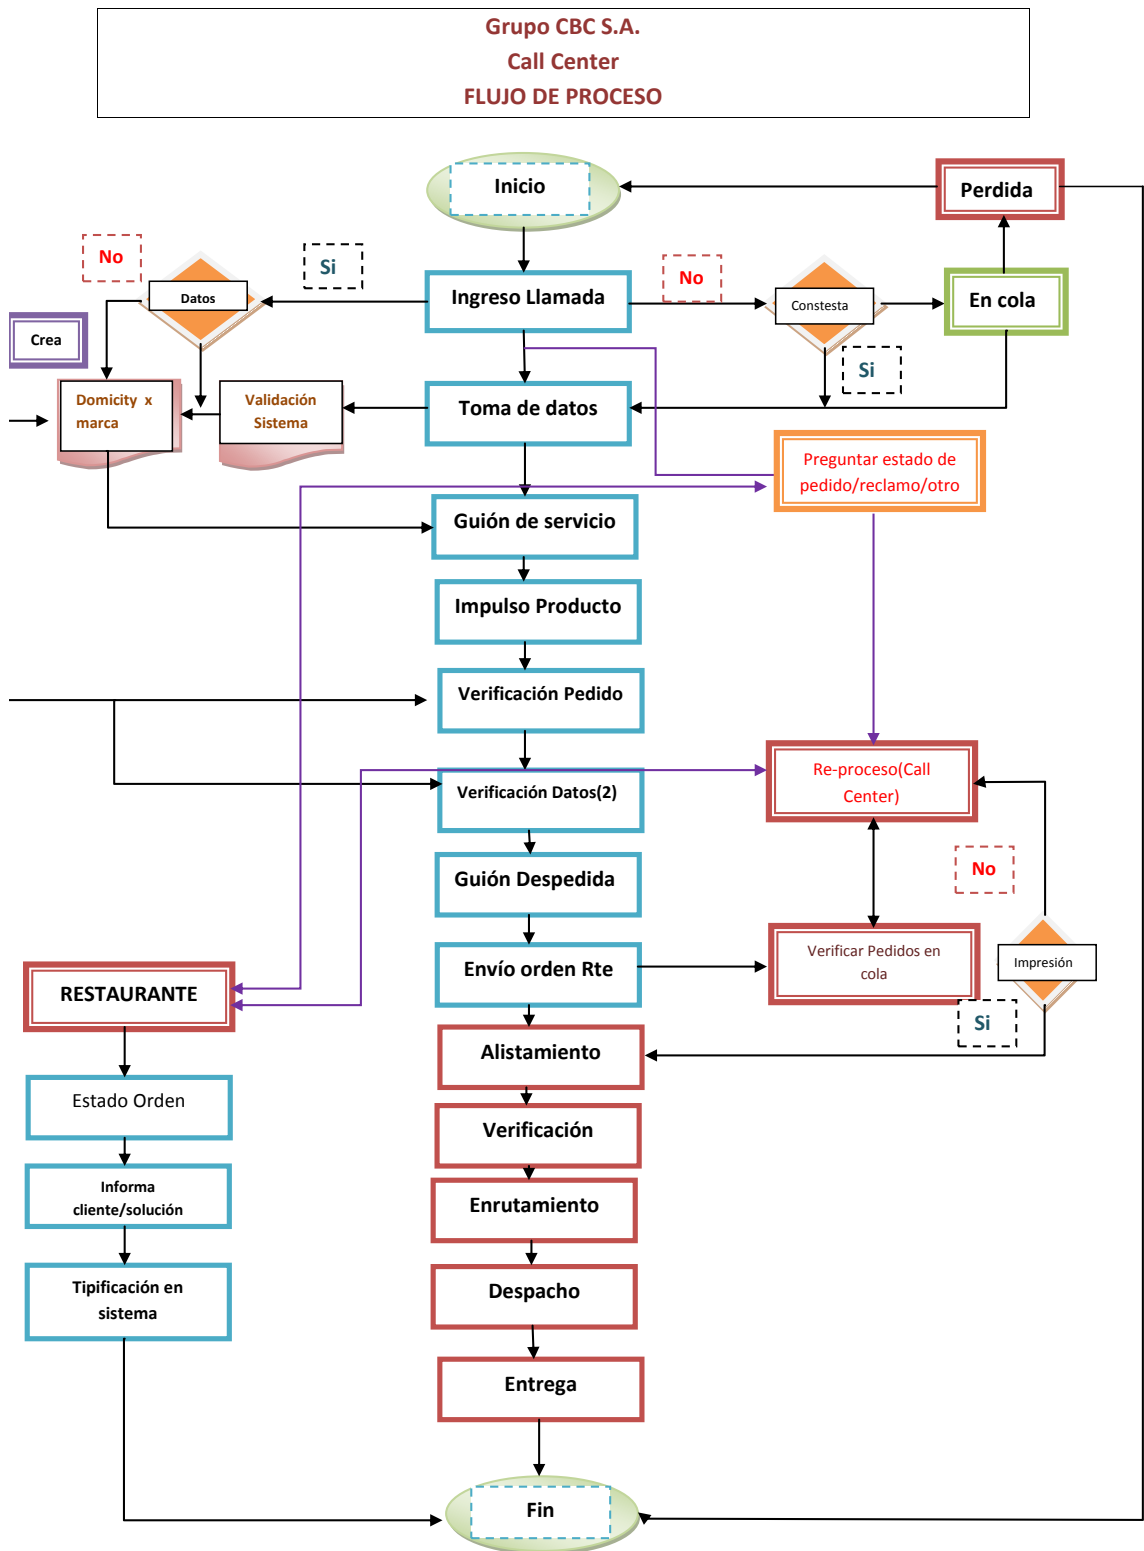 Grupo CBC S.A.
Call Center
FLUJO DE PROCESO
Inicio
Perdida
No
Si
Datos
Ingreso Llamada
No
Constesta
En cola
Crea
Si
Domicity x
marca
Validación
Sistema
Toma de datos
Preguntar estado de
pedido/reclamo/otro
Guión de servicio
Impulso Producto
Verificación Pedido
Verificación Datos(2)
Re-proceso(Call
Center)
Guión Despedida
No
Envío orden Rte
Verificar Pedidos en
cola
Impresión
RESTAURANTE
Si
Alistamiento
Estado Orden
Verificación
Informa
cliente/solución
Enrutamiento
Tipificación en
sistema
Despacho
Entrega
Fin